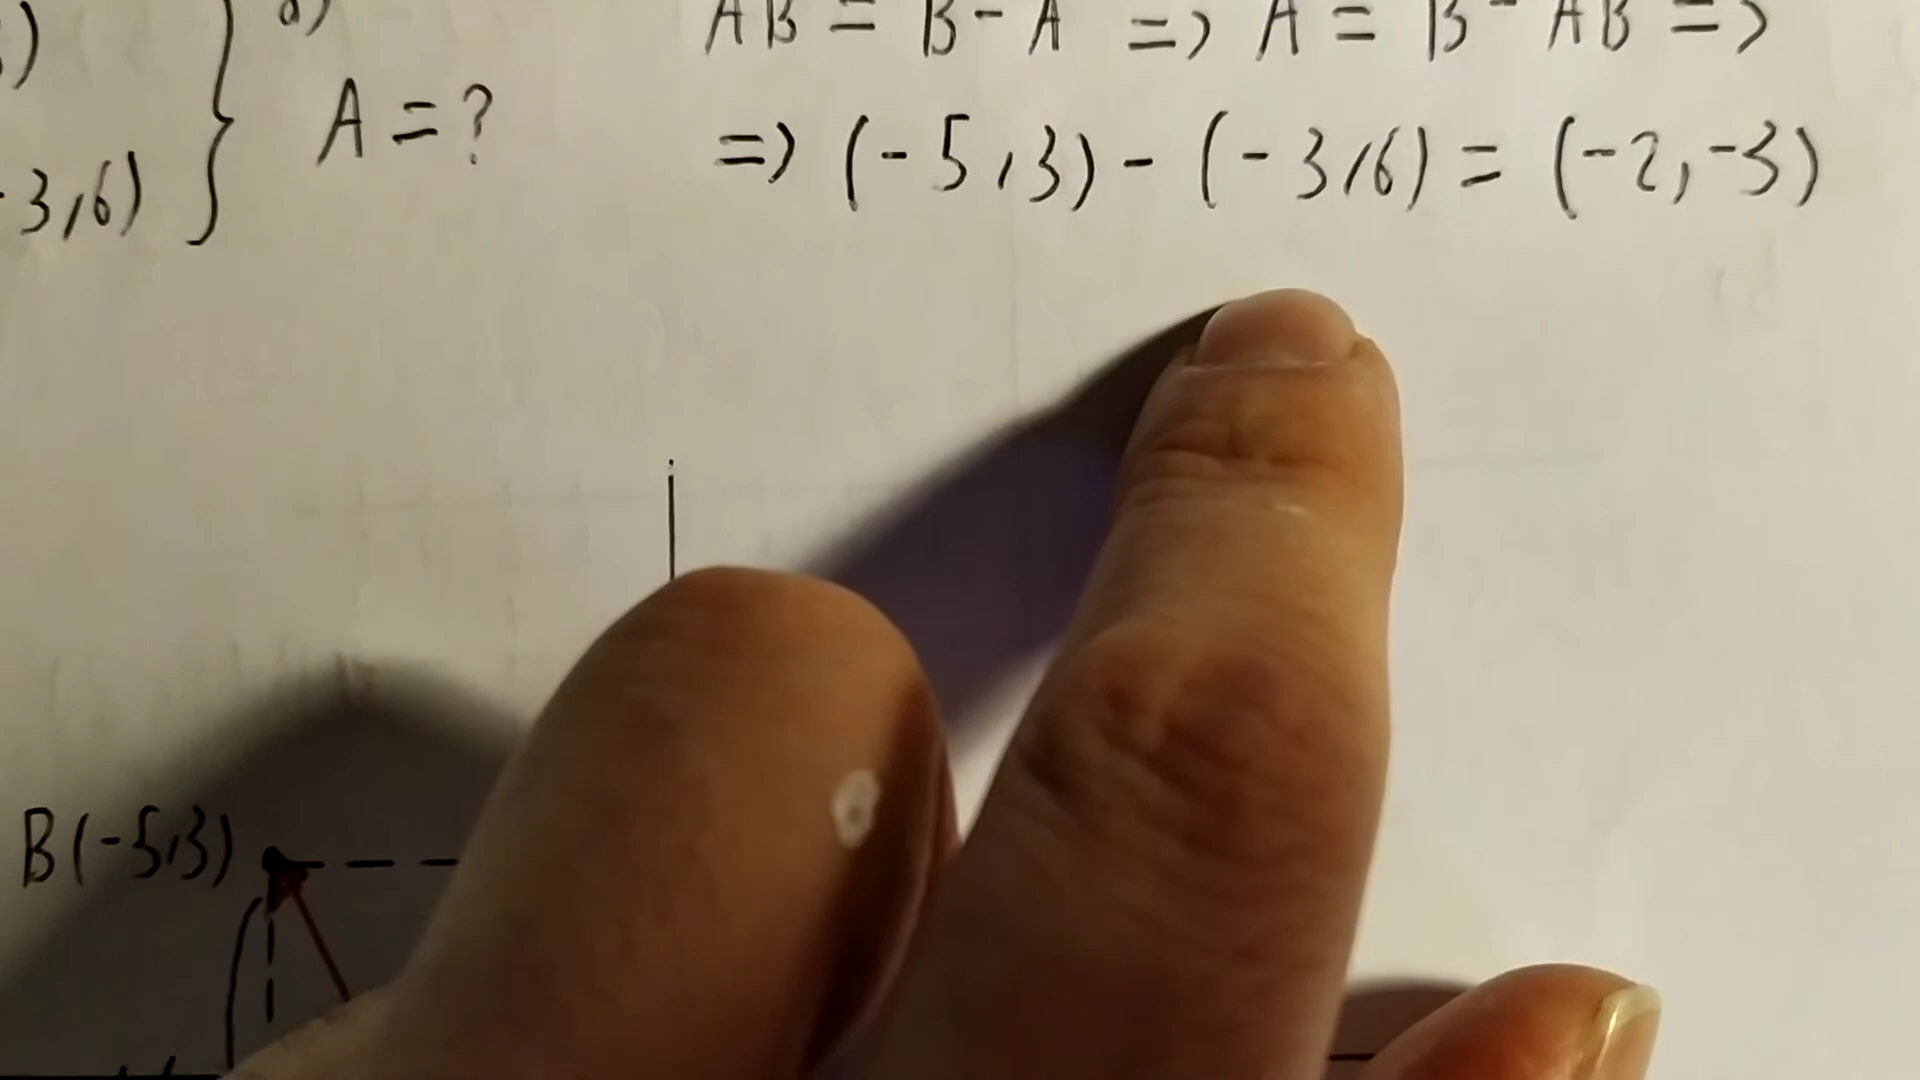 AB = B - A => A = B - AB =>
a)
A = ?
=> (-5,3) - (-3,6) = (-2,-3)
-3,6)
B(-5,3)